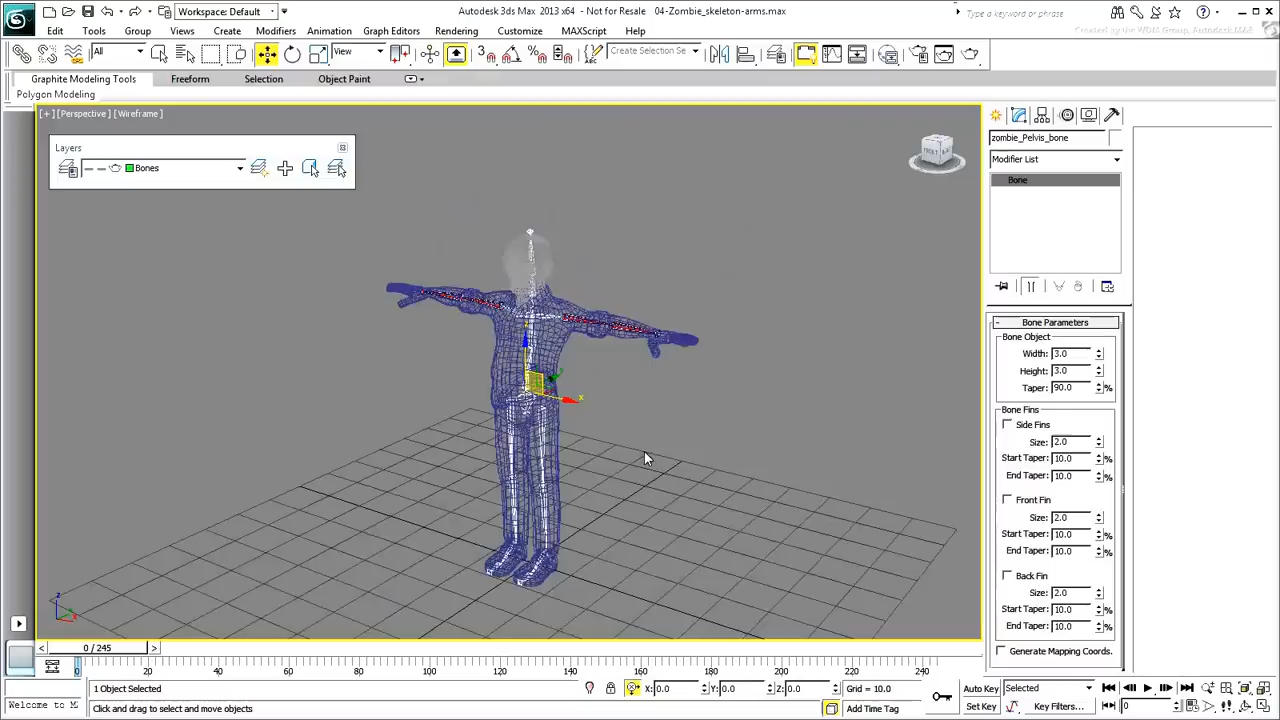 Workspace: Default
Autodesk 3ds Max 2013 x64 - Not for Resale 04-Zombie_skeleton-arms.max
Type a keyword or phrase
Created by the WDM Group, Autodesk M&E
Edit Tools Group Views Create Modifiers Animation Graph Editors Rendering Customize MAXScript Help
All
View
Create Selection Se
Graphite Modeling Tools Freeform Selection Object Paint
Polygon Modeling
[+] [Perspective] [Wireframe]
Layers
Bones
FRONT
zombie_Pelvis_bone
Modifier List
Bone
- Bone Parameters
Bone Object
Width: 3.0
Height: 3.0
Taper: 90.0 %
Bone Fins
Side Fins
Size: 2.0
Start Taper: 10.0 %
End Taper: 10.0 %
Front Fin
Size: 2.0
Start Taper: 10.0 %
End Taper: 10.0 %
Back Fin
Size: 2.0
Start Taper: 10.0 %
End Taper: 10.0 %
Generate Mapping Coords.
x
z
x
< 0 / 245 >
0 20 40 60 80 100 120 140 160 180 200 220 240
1 Object Selected
X: 0.0 Y: 0.0 Z: 0.0 Grid = 10.0
Auto Key Selected
Welcome to M
Click and drag to select and move objects
Add Time Tag
Set Key Key Filters... 0